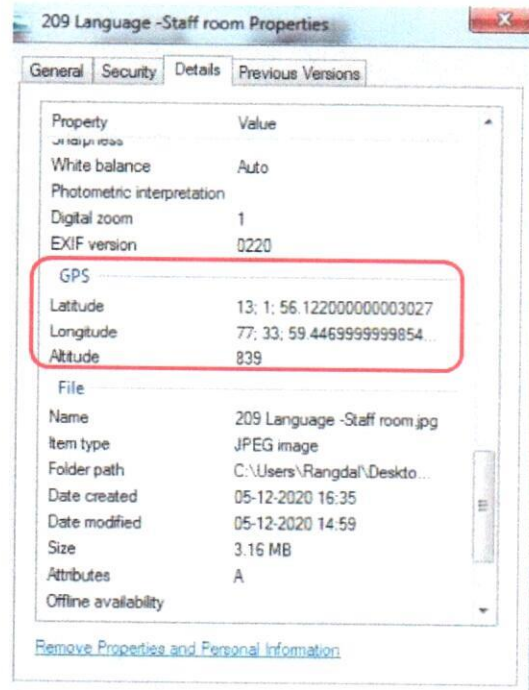 209 Language -Staff room Properties
General Security Details Previous Versions
Property Value
Sharpness
White balance Auto
Photometric interpretation
Digital zoom 1
EXIF version 0220
GPS
Latitude 13; 1; 56.122000000003027
Longitude 77; 33; 59.4469999999854...
Altitude 839
File
Name 209 Language -Staff room.jpg
Item type JPEG image
Folder path C:\Users\Rangdal\Deskto...
Date created 05-12-2020 16:35
Date modified 05-12-2020 14:59
Size 3.16 MB
Attributes A
Offline availability
Remove Properties and Personal Information